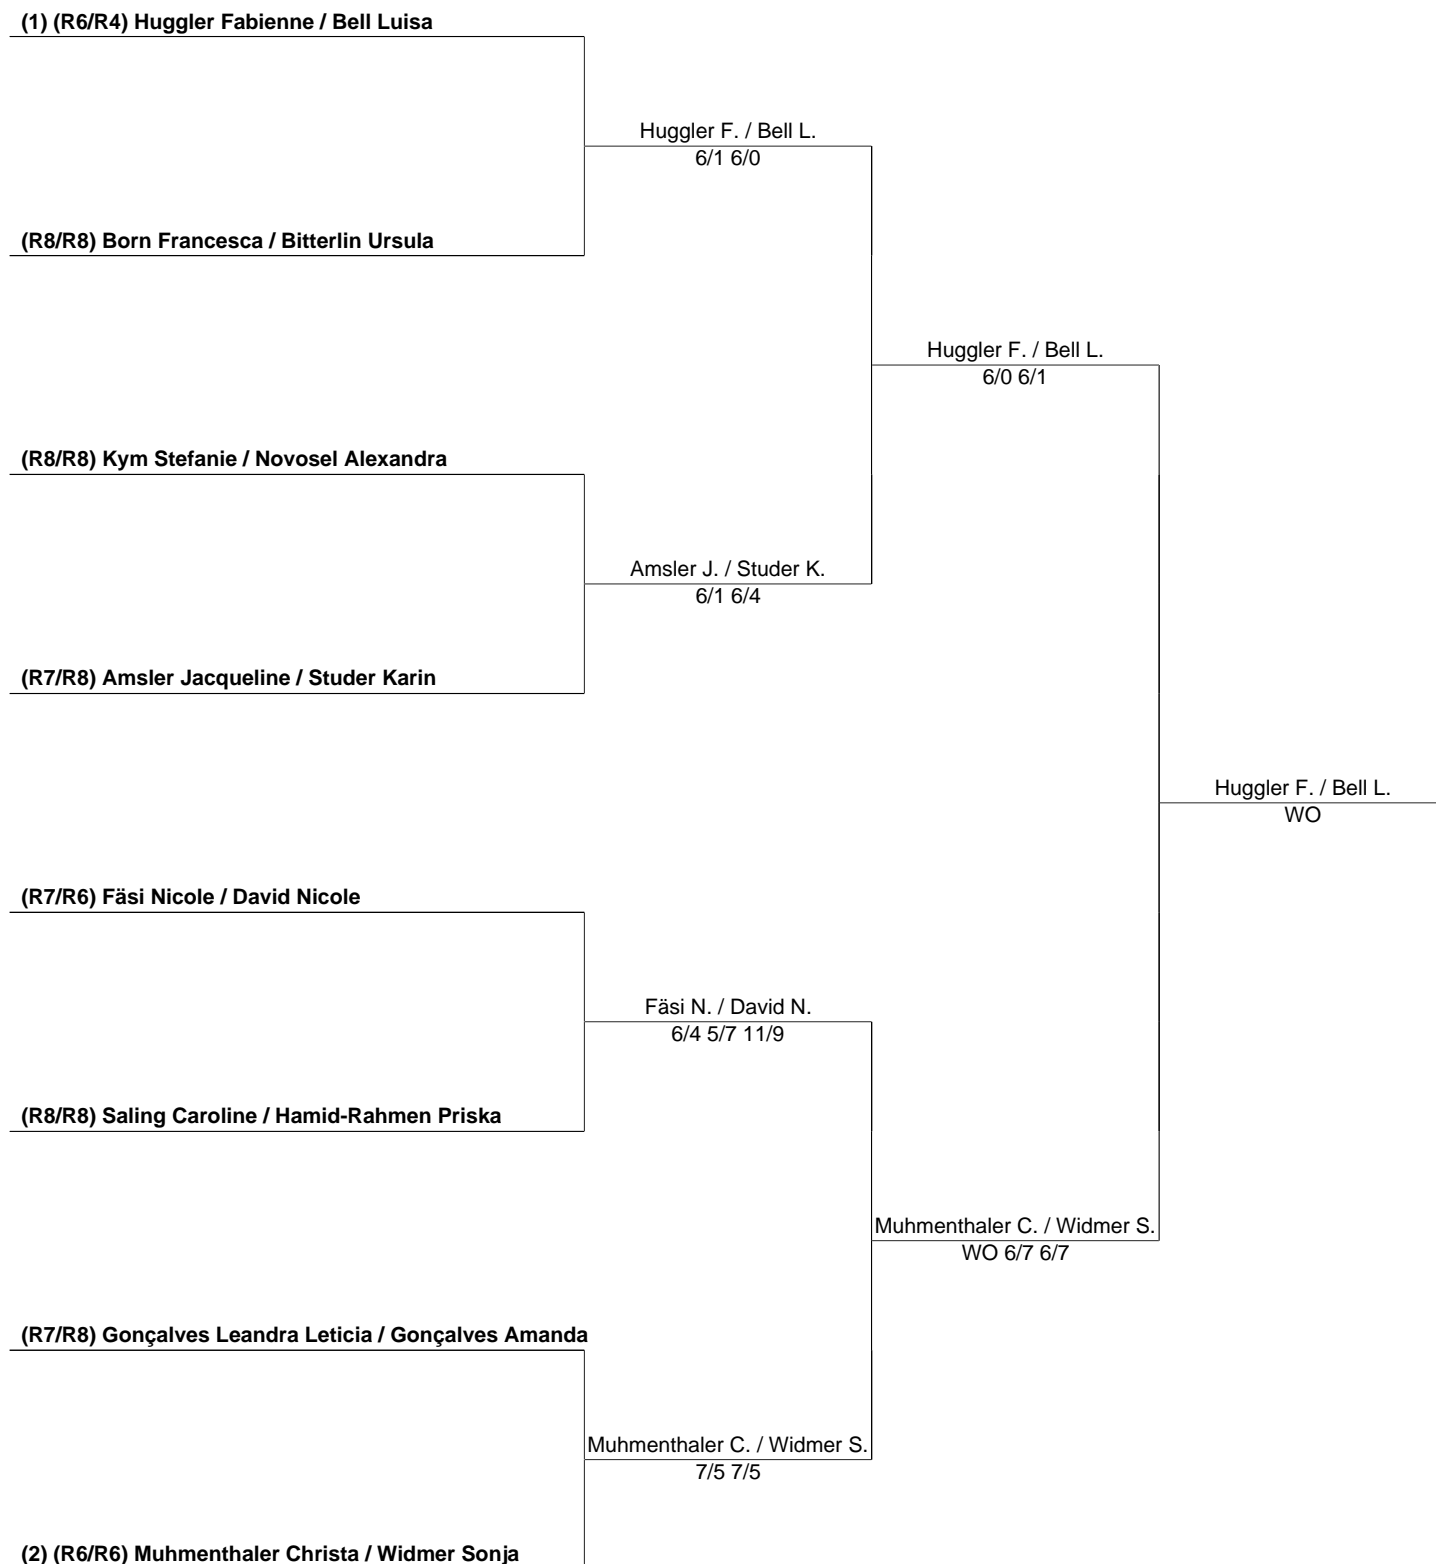 (1) (R6/R4) Huggler Fabienne / Bell Luisa
Huggler F. / Bell L.
6/1 6/0
(R8/R8) Born Francesca / Bitterlin Ursula
Huggler F. / Bell L.
6/0 6/1
(R8/R8) Kym Stefanie / Novosel Alexandra
Amsler J. / Studer K.
6/1 6/4
(R7/R8) Amsler Jacqueline / Studer Karin
Huggler F. / Bell L.
WO
(R7/R6) Fäsi Nicole / David Nicole
Fäsi N. / David N.
6/4 5/7 11/9
(R8/R8) Saling Caroline / Hamid-Rahmen Priska
Muhmenthaler C. / Widmer S.
WO 6/7 6/7
(R7/R8) Gonçalves Leandra Leticia / Gonçalves Amanda
Muhmenthaler C. / Widmer S.
7/5 7/5
(2) (R6/R6) Muhmenthaler Christa / Widmer Sonja